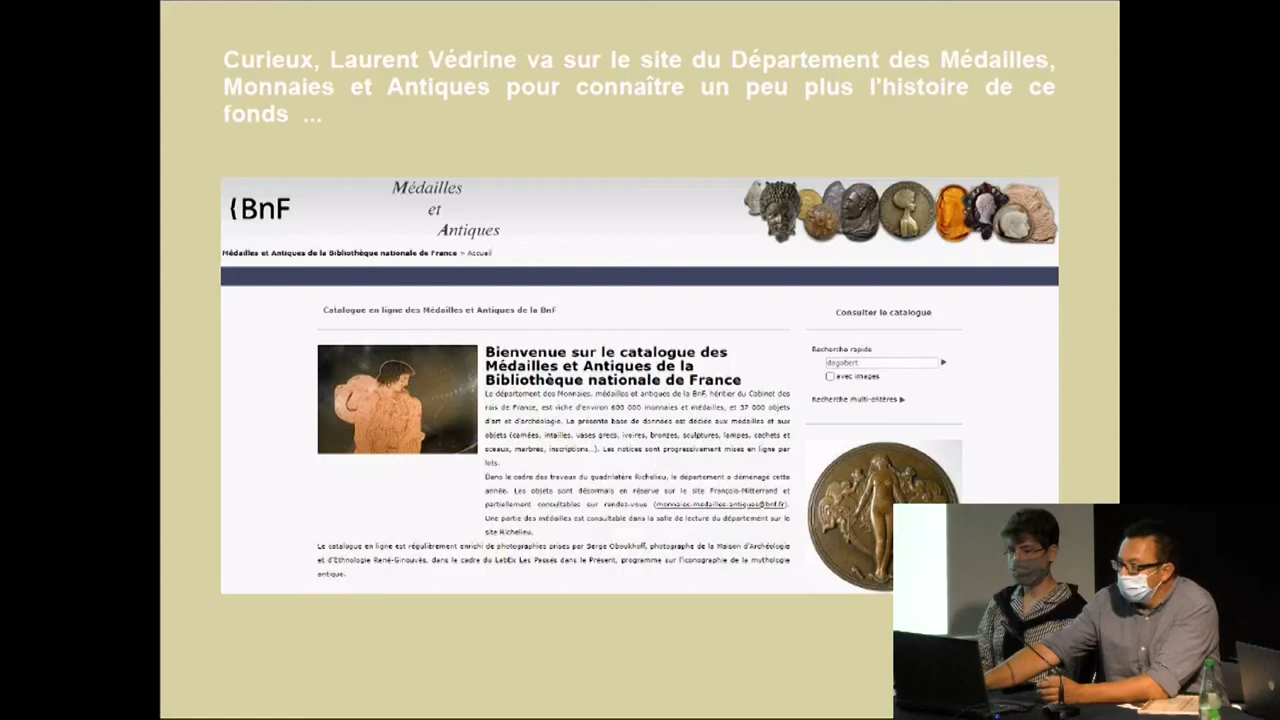 Curieux, Laurent Védrine va sur le site du Département des Médailles,
Monnaies et Antiques pour connaître un peu plus l'histoire de ce
fonds ...
BnF
Médailles
et
Antiques
Médailles et Antiques de la Bibliothèque nationale de France > Accueil
Catalogue en ligne des Médailles et Antiques de la BnF
Bienvenue sur le catalogue des
Médailles et Antiques de la
Bibliothèque nationale de France
Le département des Monnaies, médailles et antiques de la BnF, héritier du Cabinet des
rois de France, est riche d'environ 600 000 monnaies et médailles, et 37 000 objets
d'art et d'archéologie. La présente base de données est dédiée aux médailles et aux
objets (camées, intailles, vases grecs, ivoires, bronzes, sculptures, lampes, cachets et
sceaux, marbres, inscriptions...). Les notices sont progressivement mises en ligne par
lots.
Dans le cadre des travaux du quadrilatère Richelieu, le département a déménagé cette
année. Les objets sont désormais en réserve sur le site François-Mitterrand et
partiellement consultables sur rendez-vous (monnaies-medailles-antiques@bnf.fr).
Une partie des médailles est consultable dans la salle de lecture du département sur le
site Richelieu.
Le catalogue en ligne est régulièrement enrichi de photographies prises par Serge Oboukhoff, photographe de la Maison d'Archéologie
et d'Ethnologie René-Ginouvès, dans le cadre du LabEx Les Passés dans le Présent, programme sur l'iconographie de la mythologie
antique.
Consulter le catalogue
Recherche rapide
dagobert
avec images
Recherche multi-critères